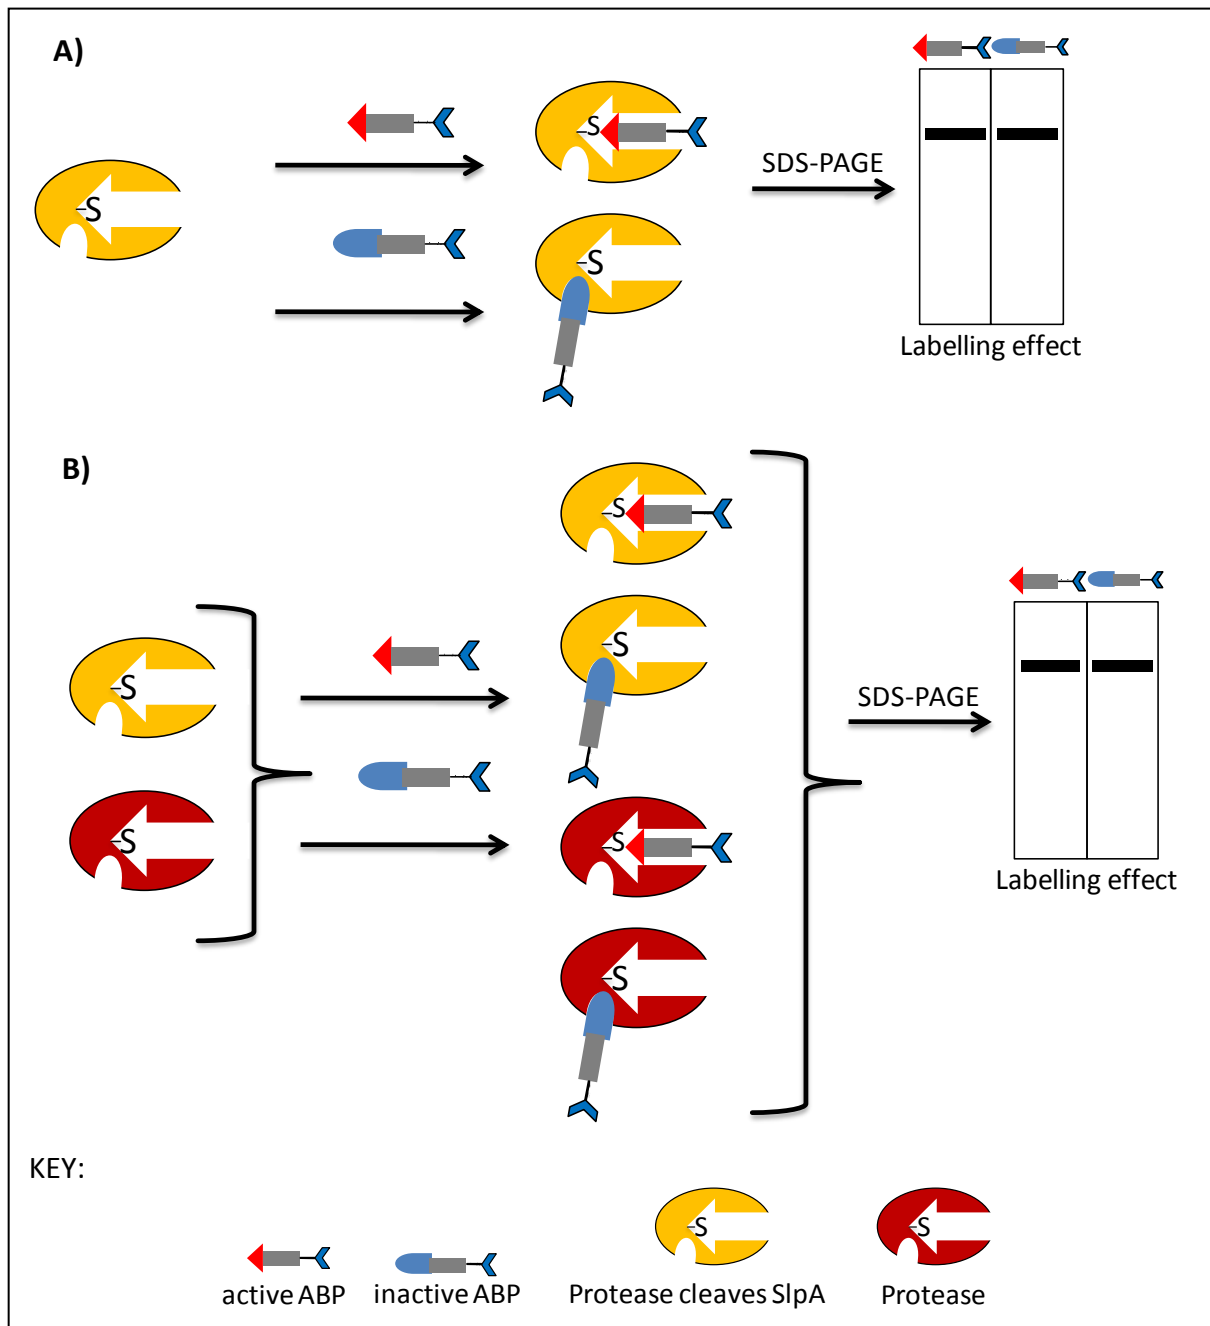 A)
S
S
S
SDS-PAGE
Labelling effect
B)
S
S
S
S
S
S
SDS-PAGE
Labelling effect
KEY:
S
S
active ABP
inactive ABP
Protease cleaves SlpA
Protease